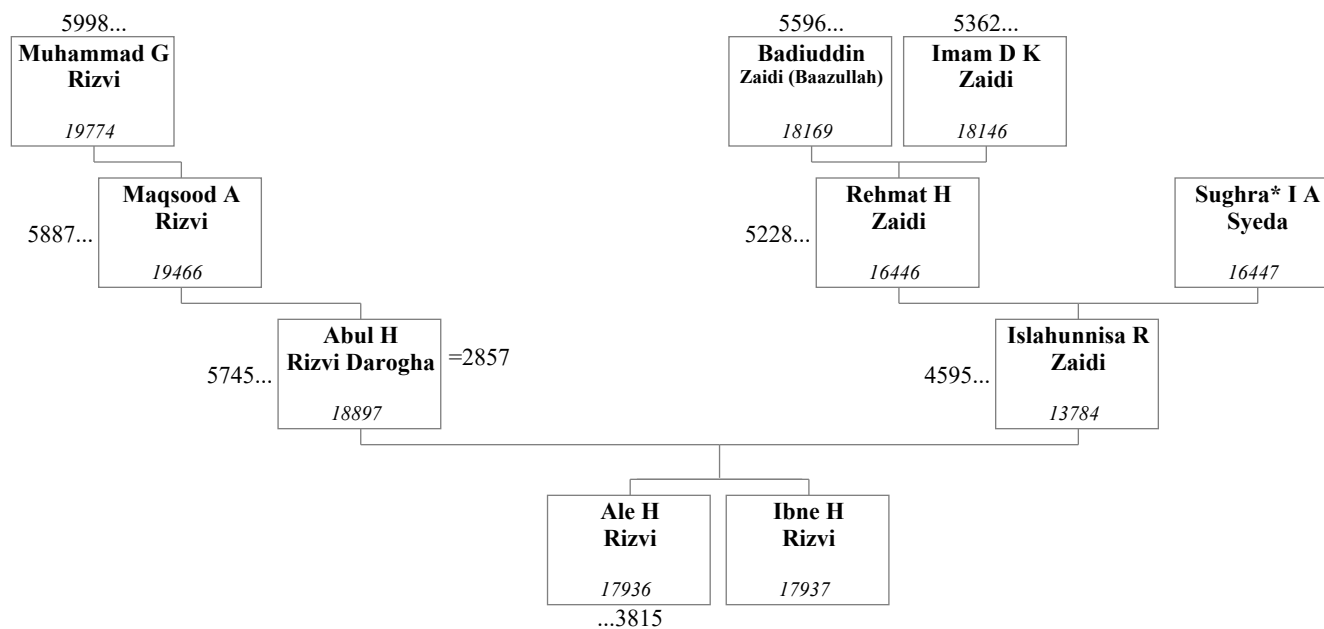 5998...
Muhammad G
Rizvi
19774
5596...
Badiuddin
Zaidi (Baazullah)
18169
5362...
Imam D K
Zaidi
18146
5887...
Maqsood A
Rizvi
19466
5228...
Rehmat H
Zaidi
16446
Sughra* I A
Syeda
16447
5745...
Abul H
Rizvi Darogha
18897
=2857
4595...
Islahunnisa R
Zaidi
13784
Ale H
Rizvi
17936
...3815
Ibne H
Rizvi
17937